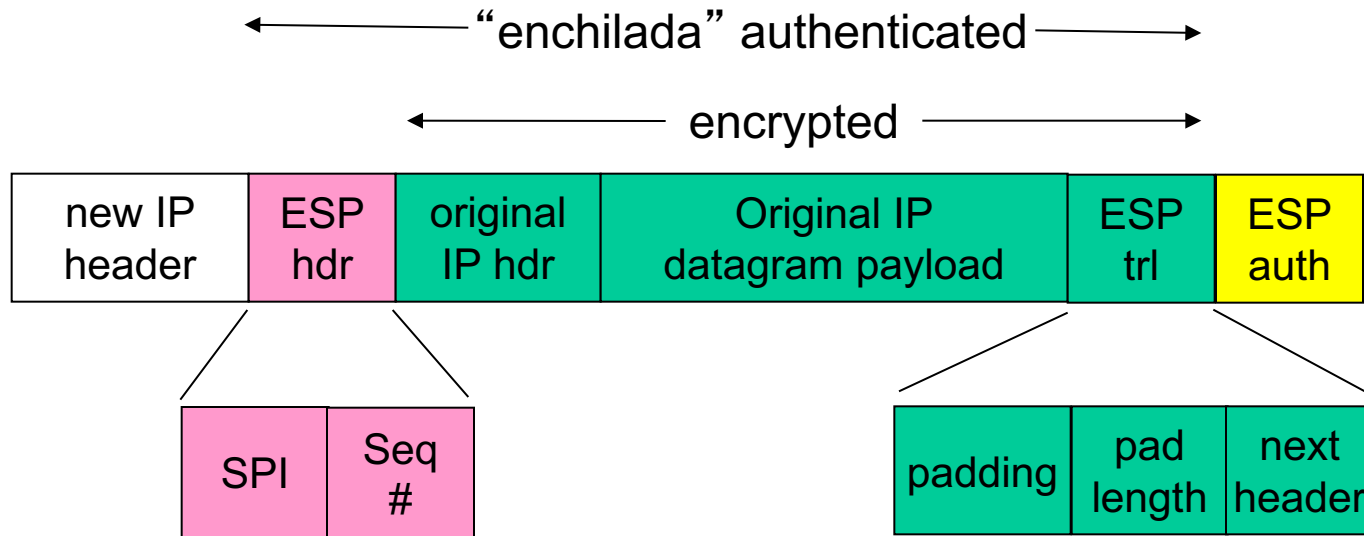 “enchilada” authenticated
encrypted
new IP
header
ESP
hdr
original
IP hdr
Original IP
datagram payload
ESP
trl
ESP
auth
SPI
Seq
#
padding
pad
length
next
header